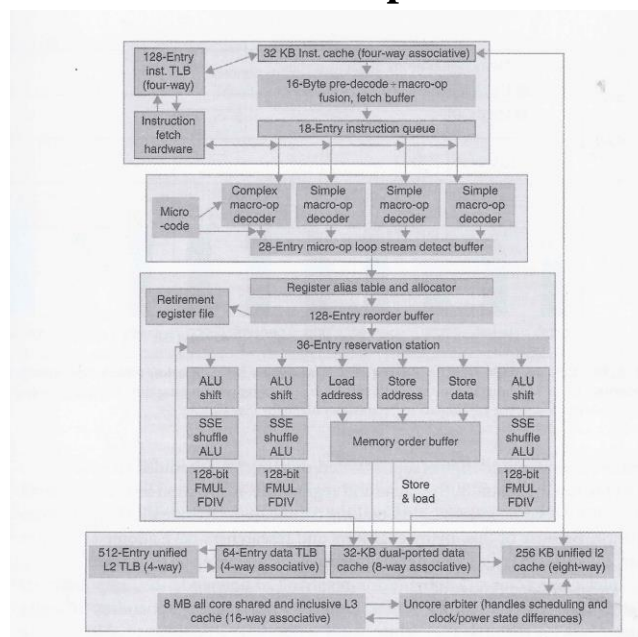 128-Entry
inst. TLB
(four-way)
32 KB Inst. cache (four-way associative)
16-Byte pre-decode + macro-op
fusion, fetch buffer
Instruction
fetch
hardware
18-Entry instruction queue
Micro
-code
Complex
macro-op
decoder
Simple
macro-op
decoder
Simple
macro-op
decoder
Simple
macro-op
decoder
28-Entry micro-op loop stream detect buffer
Register alias table and allocator
Retirement
register file
128-Entry reorder buffer
36-Entry reservation station
ALU
shift
ALU
shift
Load
address
Store
address
Store
data
ALU
shift
SSE
shuffle
ALU
SSE
shuffle
ALU
Memory order buffer
SSE
shuffle
ALU
128-bit
FMUL
FDIV
128-bit
FMUL
FDIV
Store
& load
128-bit
FMUL
FDIV
512-Entry unified
L2 TLB (4-way)
64-Entry data TLB
(4-way associative)
32-KB dual-ported data
cache (8-way associative)
256 KB unified l2
cache (eight-way)
8 MB all core shared and inclusive L3
cache (16-way associative)
Uncore arbiter (handles scheduling and
clock/power state differences)